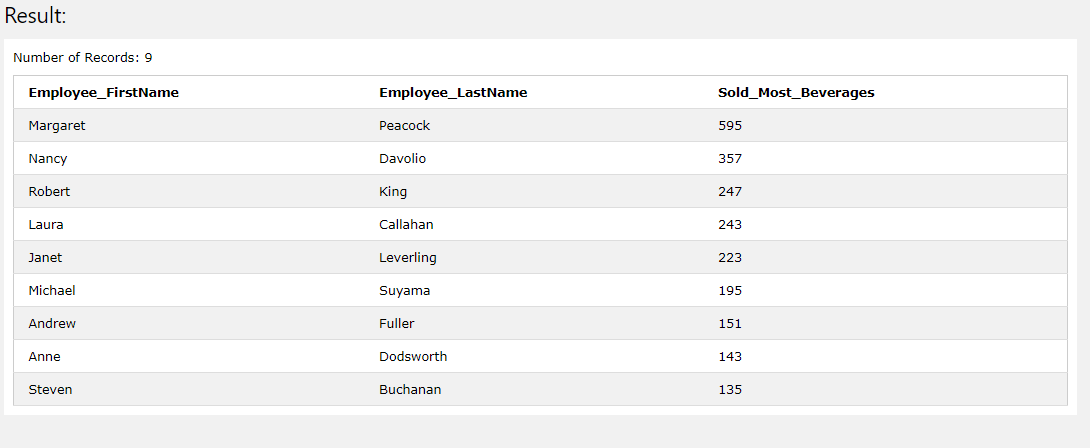 Result:
Number of Records: 9
Employee_FirstName Employee_LastName Sold_Most_Beverages
Margaret Peacock 595
Nancy Davolio 357
Robert King 247
Laura Callahan 243
Janet Leverling 223
Michael Suyama 195
Andrew Fuller 151
Anne Dodsworth 143
Steven Buchanan 135